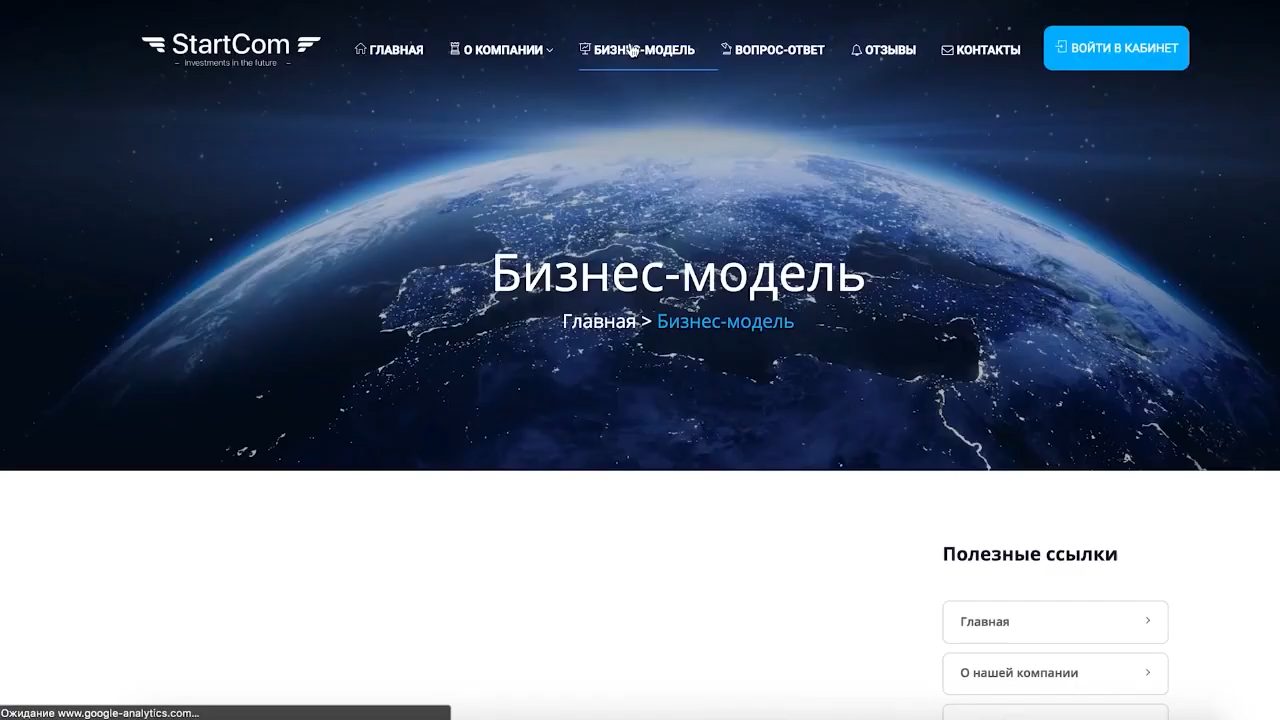 StartCom
– Investments in the future –
ГЛАВНАЯ
О КОМПАНИИ
БИЗНЕС-МОДЕЛЬ
ВОПРОС-ОТВЕТ
ОТЗЫВЫ
КОНТАКТЫ
ВОЙТИ В КАБИНЕТ
Бизнес-модель
Главная > Бизнес-модель
Полезные ссылки
Главная
О нашей компании
Ожидание www.google-analytics.com...